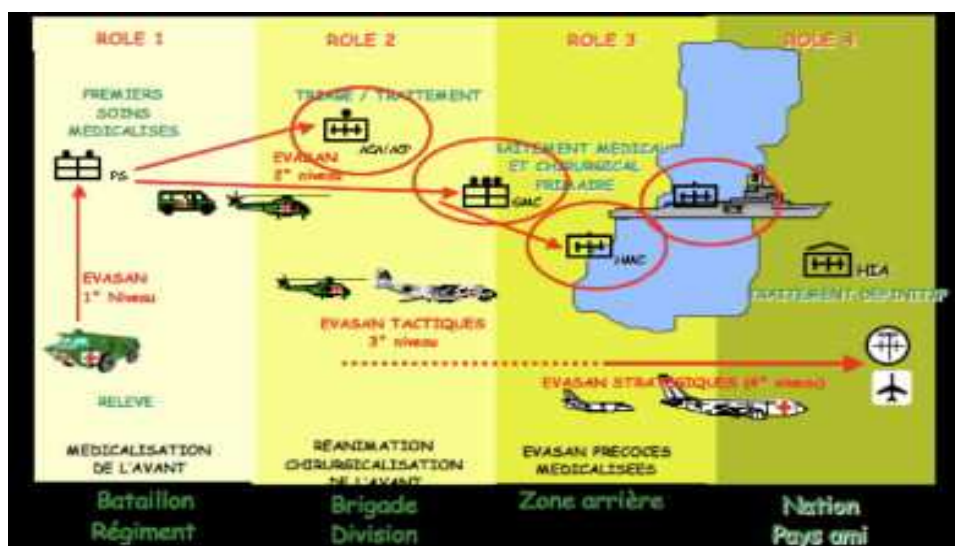 ROLE 1
ROLE 2
ROLE 3
ROLE 4
PREMIERS
SOINS
MEDICALISES
TRIAGE / TRAITEMENT
ACA/ACP
PS
EVASAN
2° niveau
TRAITEMENT MEDICAL
ET CHIRURGICAL
PRIMAIRE
GMC
HMC
HIA
TRAITEMENT DEFINITIF
EVASAN
1° Niveau
EVASAN TACTIQUES
3° niveau
EVASAN STRATEGIQUES (4° niveau)
RELEVE
MEDICALISATION
DE L'AVANT
REANIMATION
CHIRURGICALISATION
DE L'AVANT
EVASAN PRECOCES
MEDICALISEES
Bataillon
Régiment
Brigade
Division
Zone arrière
Nation
Pays ami